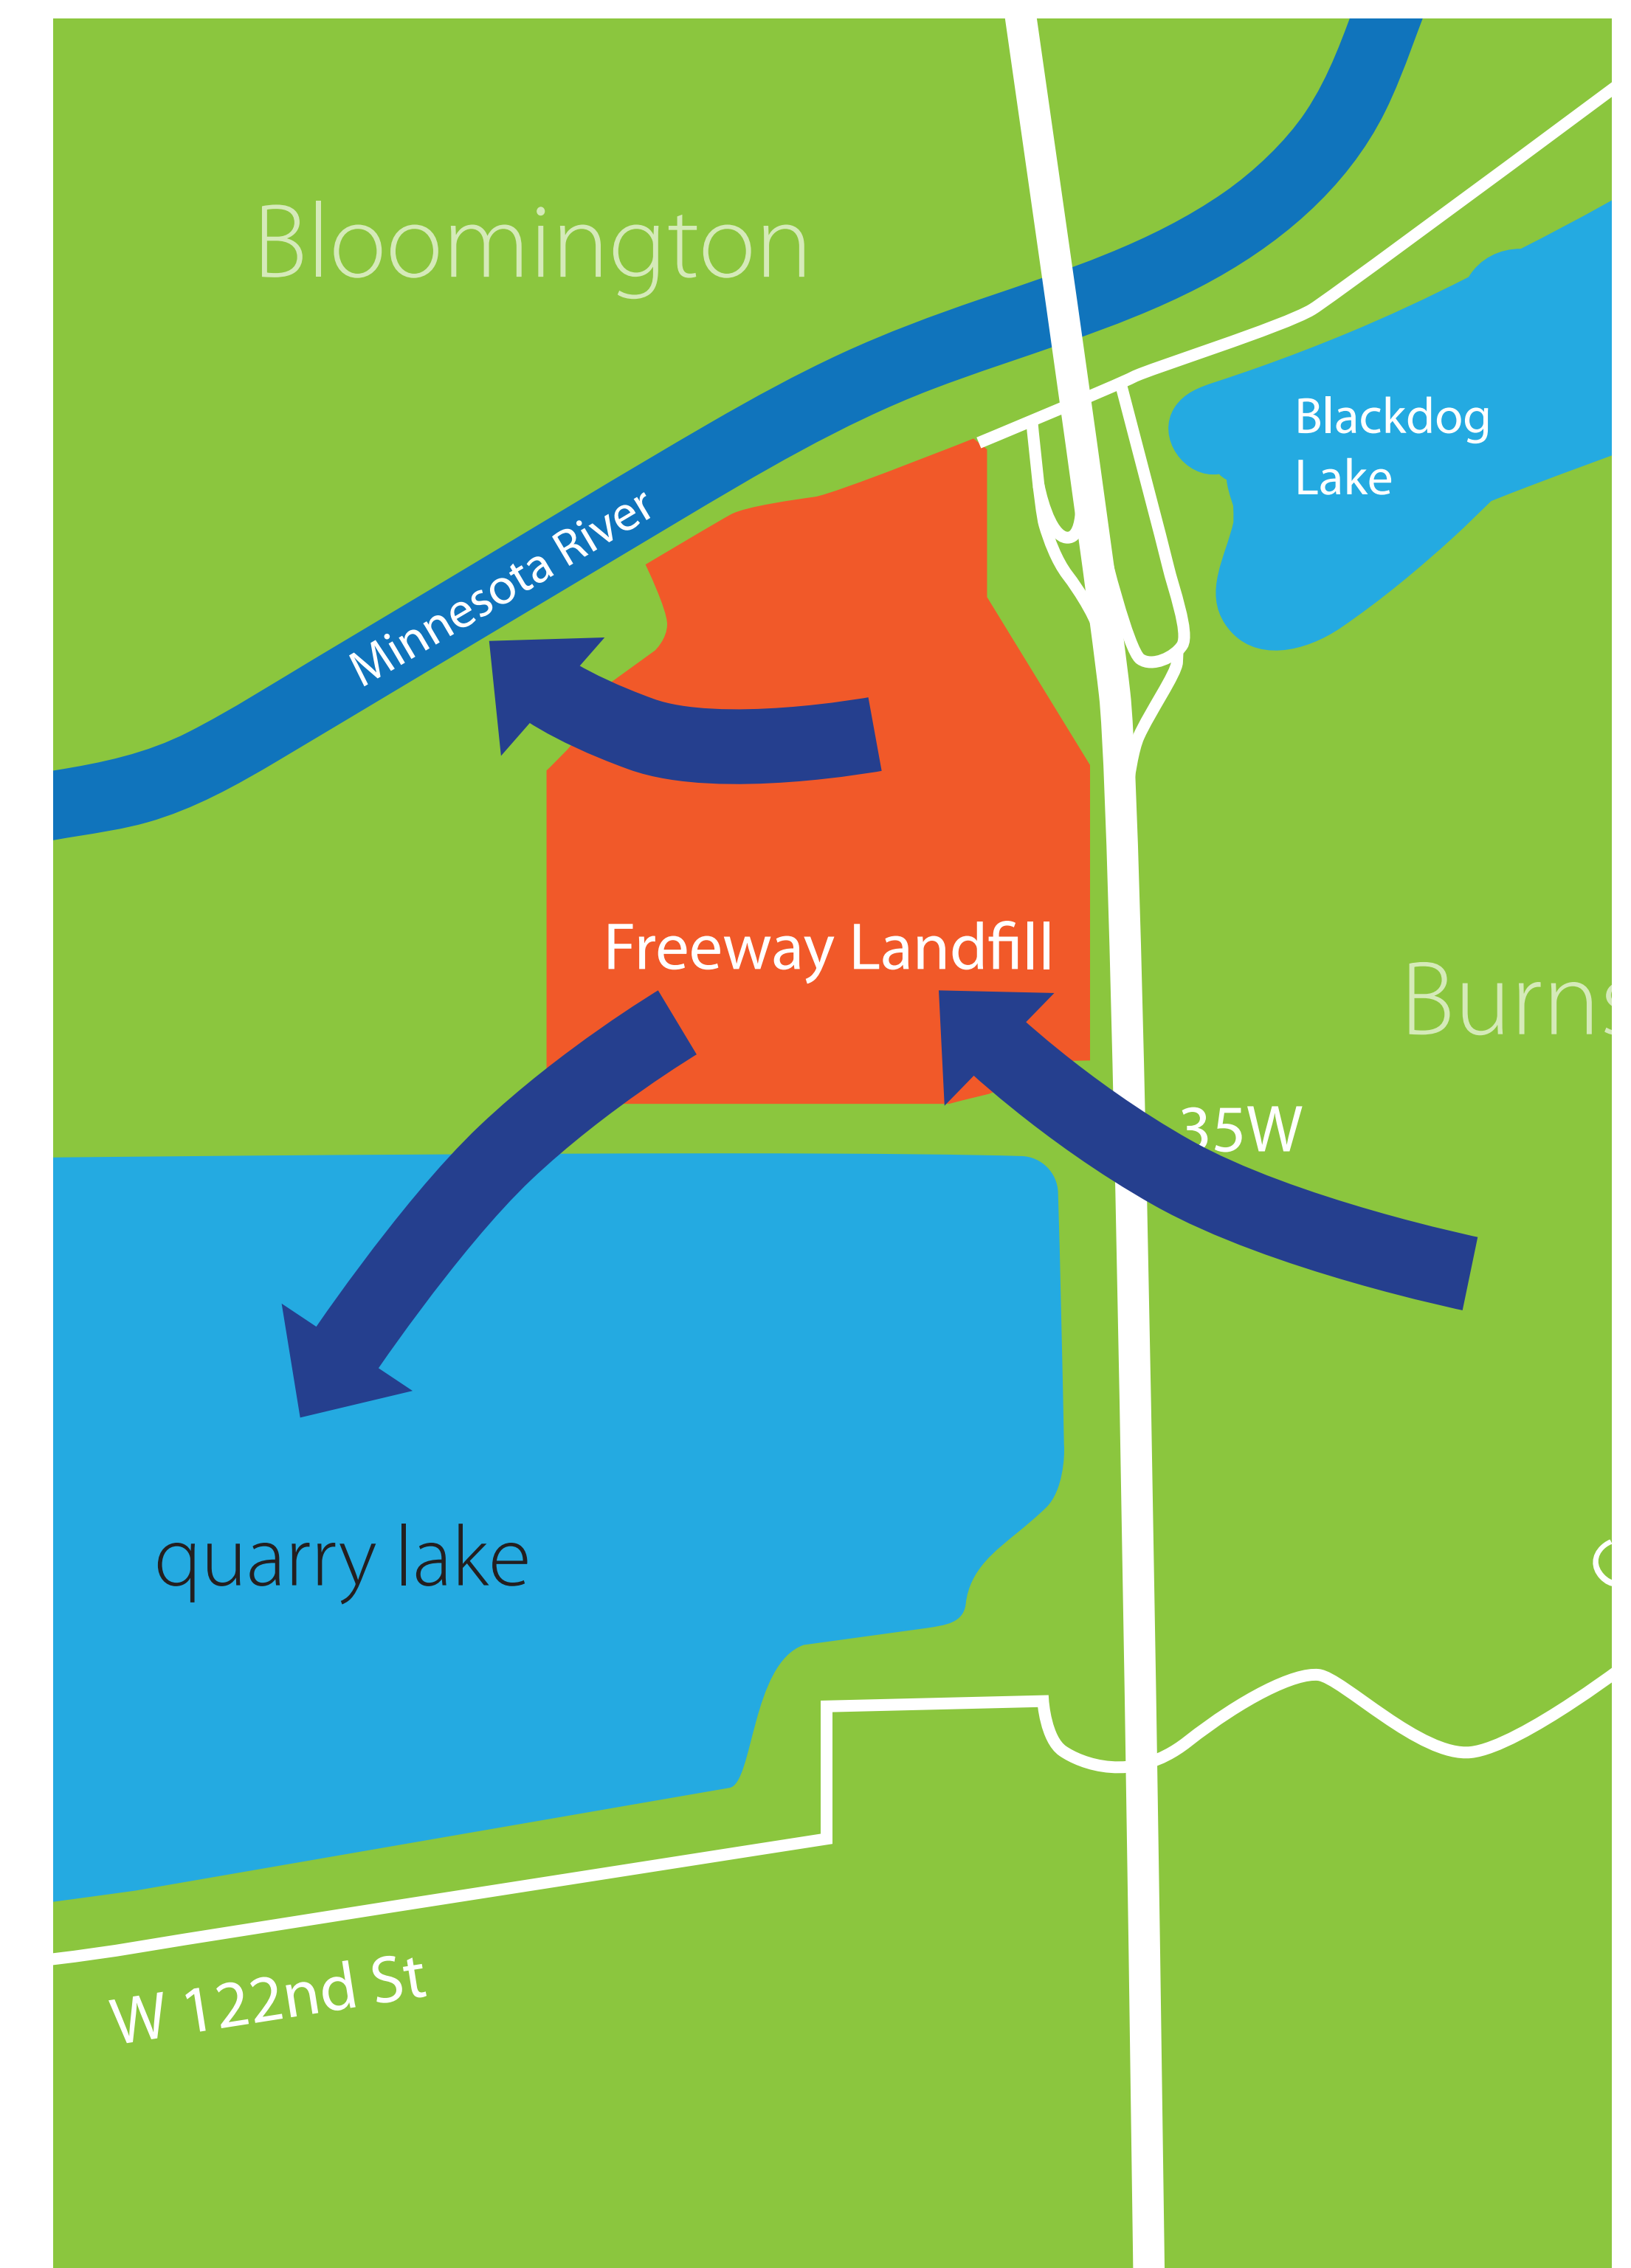 Bloomington
Blackdog
Lake
Minnesota River
Freeway Landfill
Burns
35W
quarry lake
W 122nd St